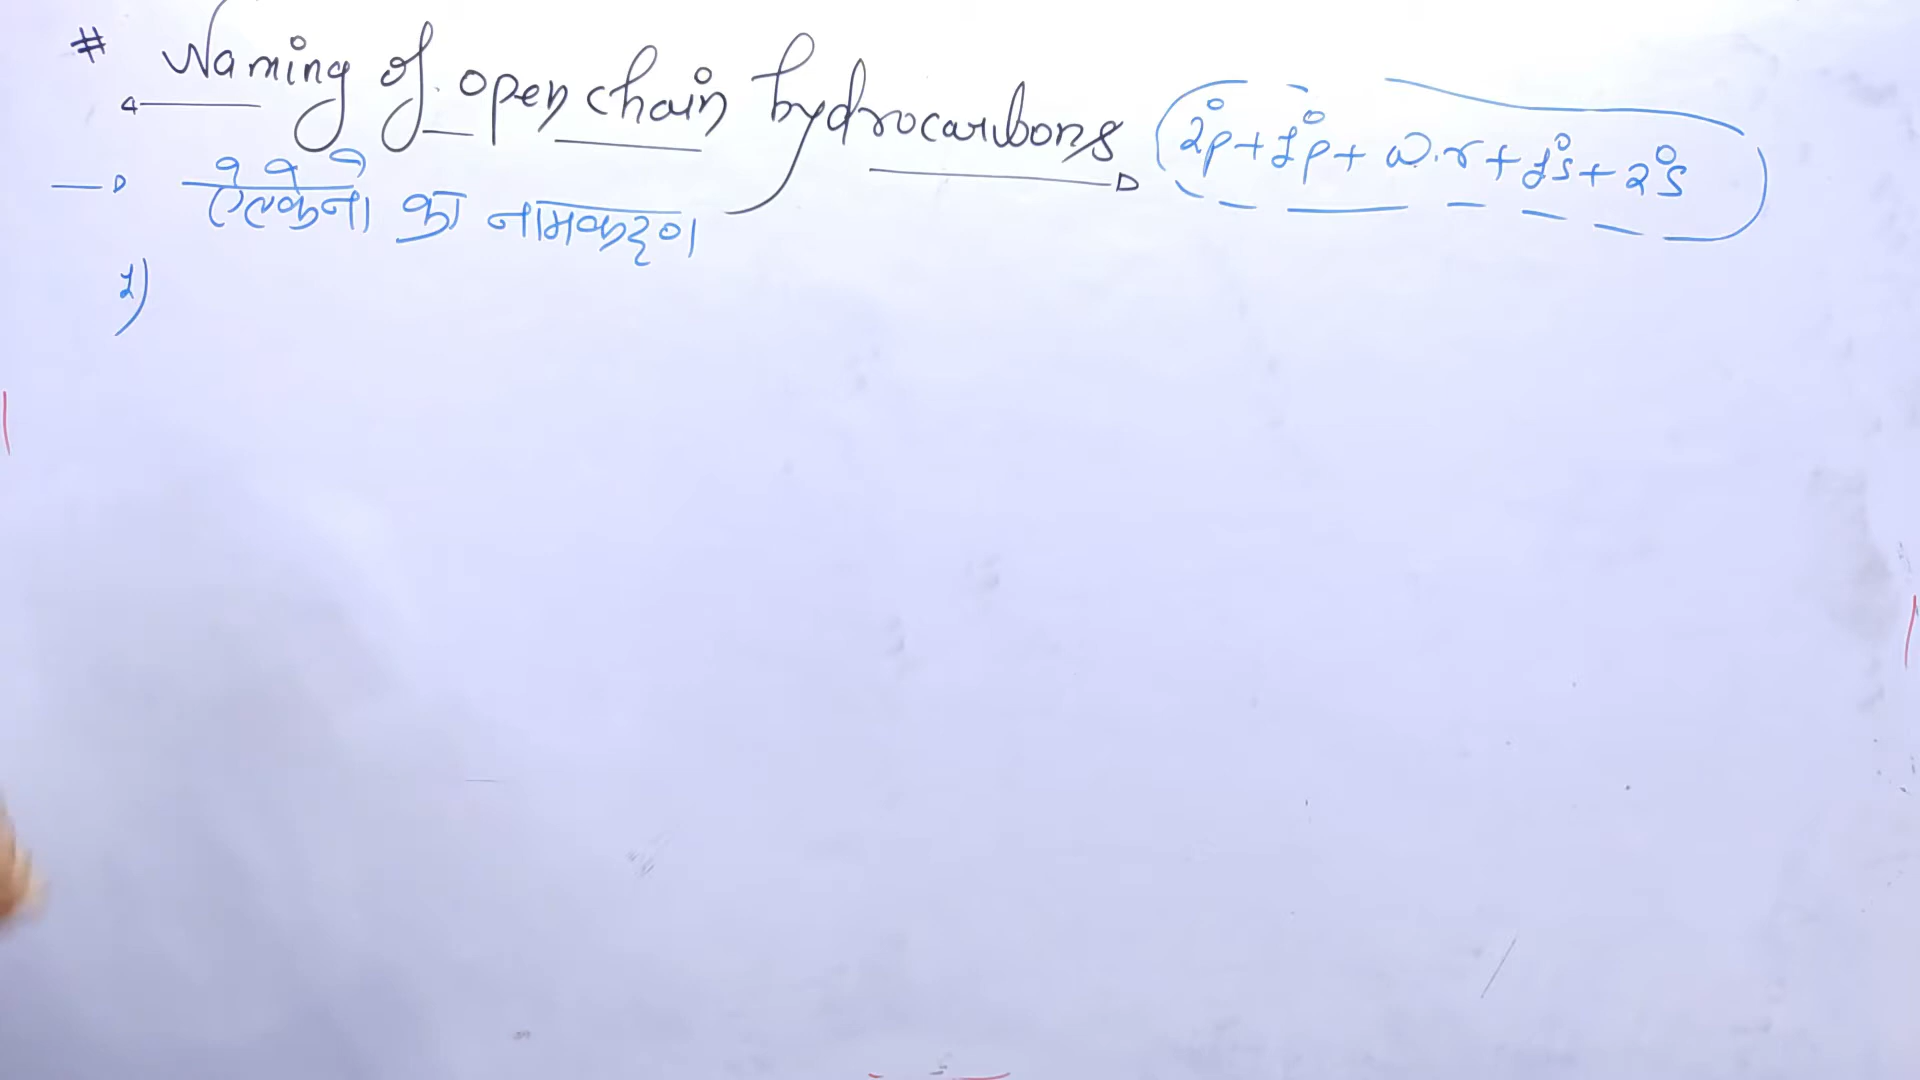 # Naming of open chain hydrocarbons (2°p+1°p+ w.r+1°s+2°s)
→ एल्केनों का नामकरण
1)